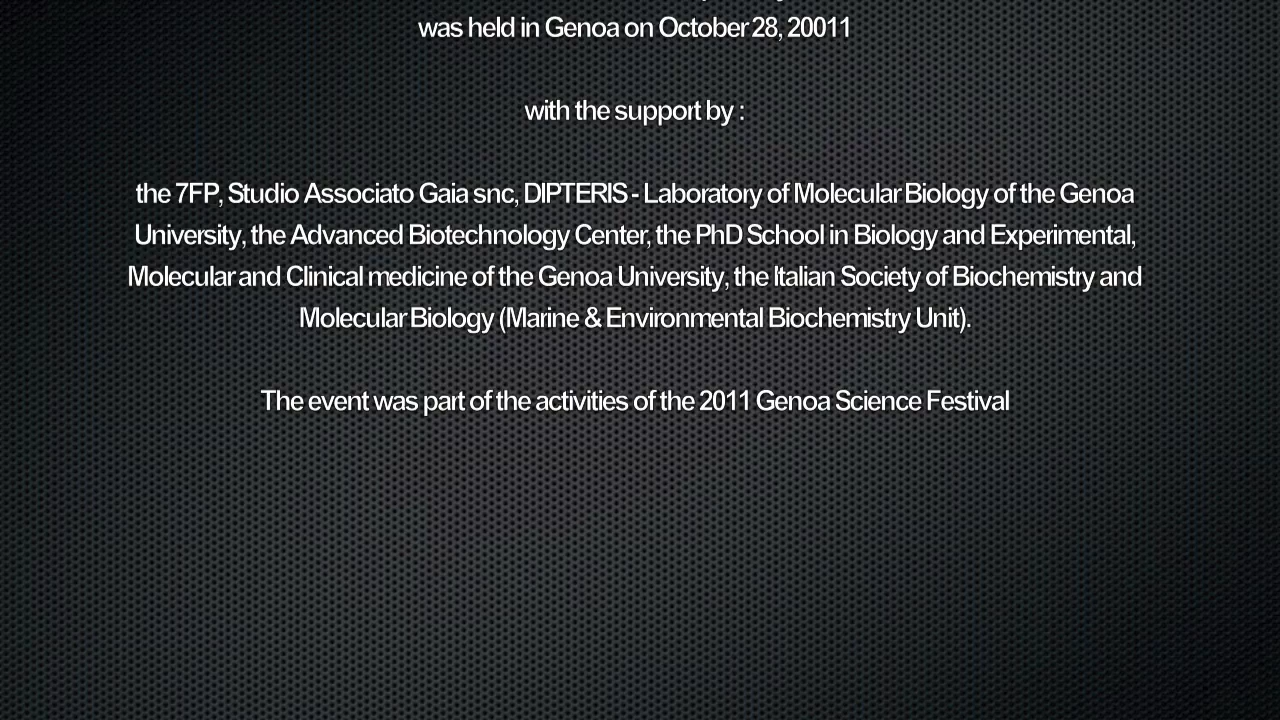 was held in Genoa on October 28, 20011
with the support by :
the 7FP, Studio Associato Gaia snc, DIPTERIS - Laboratory of Molecular Biology of the Genoa
University, the Advanced Biotechnology Center, the PhD School in Biology and Experimental,
Molecular and Clinical medicine of the Genoa University, the Italian Society of Biochemistry and
Molecular Biology (Marine & Environmental Biochemistry Unit).
The event was part of the activities of the 2011 Genoa Science Festival